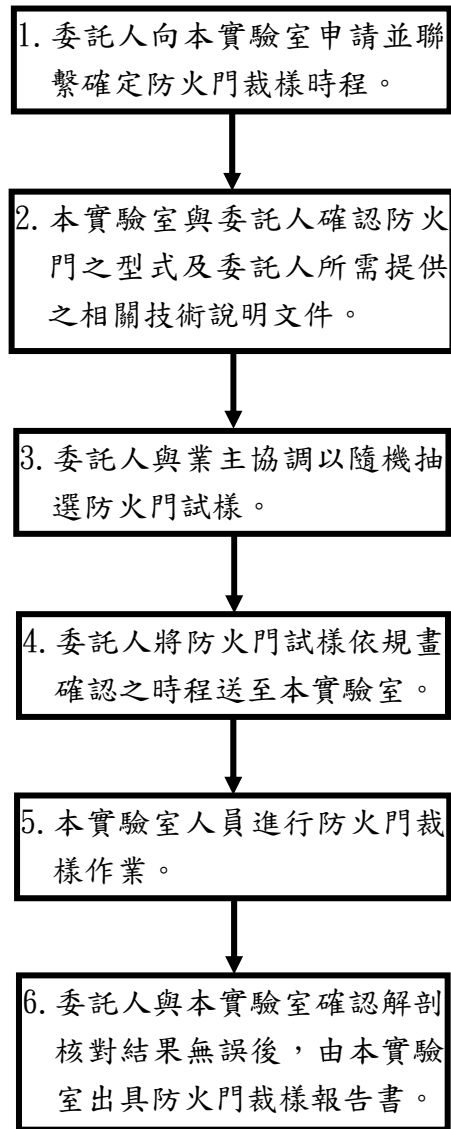 1. 委託人向本實驗室申請並聯
繫確定防火門裁樣時程。
2. 本實驗室與委託人確認防火
門之型式及委託人所需提供
之相關技術說明文件。
3. 委託人與業主協調以隨機抽
選防火門試樣。
4. 委託人將防火門試樣依規畫
確認之時程送至本實驗室。
5. 本實驗室人員進行防火門裁
樣作業。
6. 委託人與本實驗室確認解剖
核對結果無誤後，由本實驗
室出具防火門裁樣報告書。